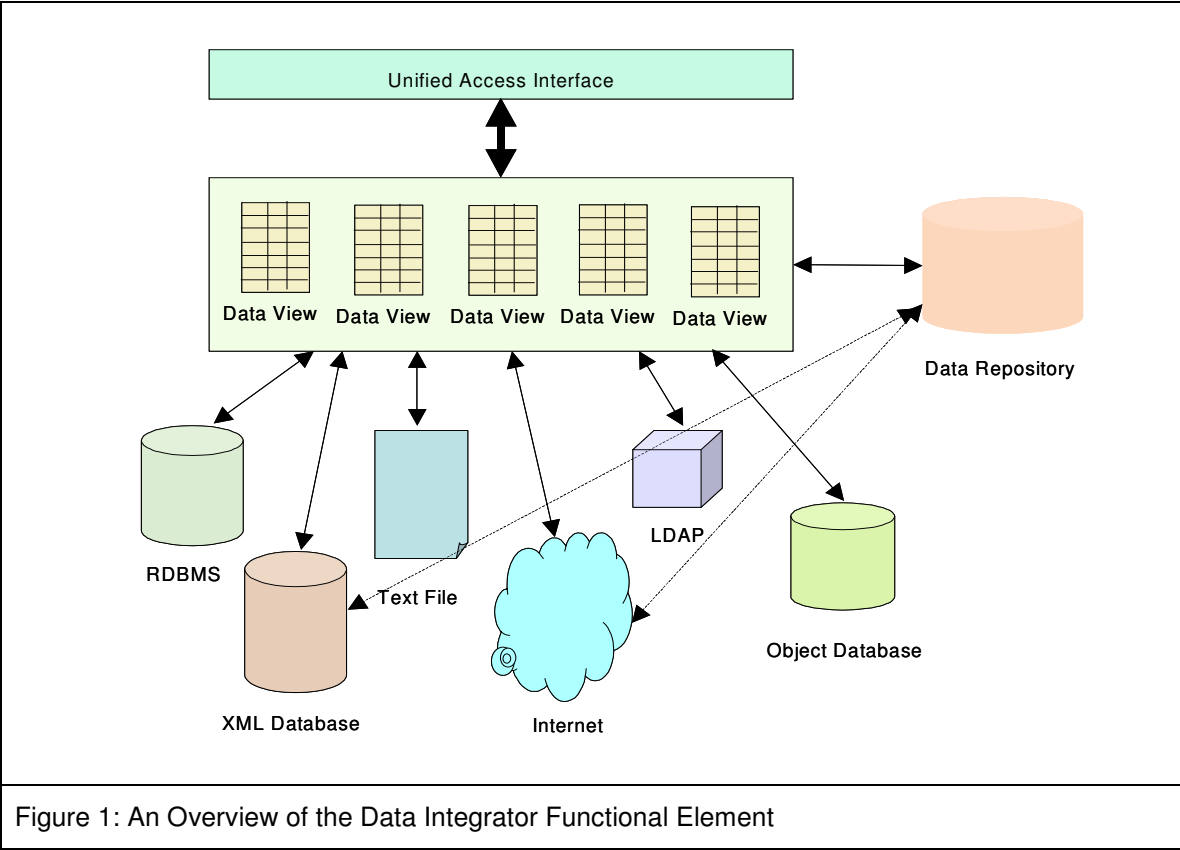 Unified Access Interface
Data View
Data View
Data View
Data View
Data View
Data Repository
RDBMS
Text File
LDAP
Object Database
XML Database
Internet
Figure 1: An Overview of the Data Integrator Functional Element